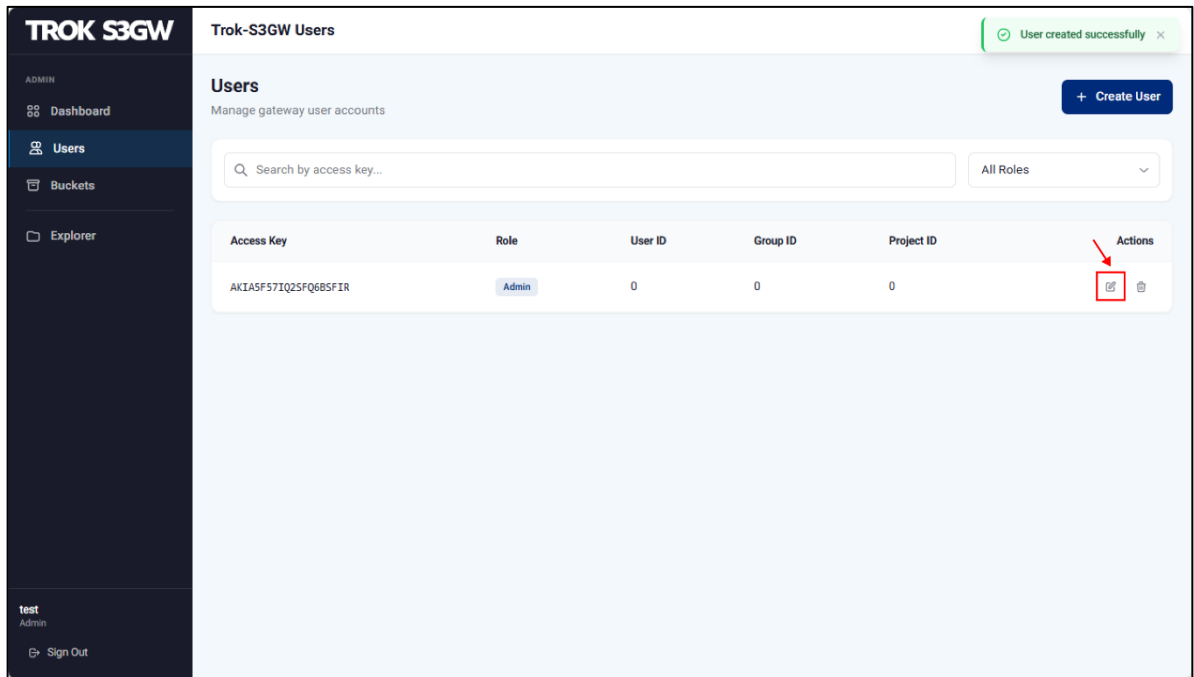 TROK S3GW
ADMIN
Dashboard
Users
Buckets
Explorer
test
Admin
Sign Out
Trok-S3GW Users
User created successfully
Users
Manage gateway user accounts
+ Create User
Search by access key...
All Roles
Access Key Role User ID Group ID Project ID Actions
AKIA5F57IQ2SFQ6BSFIR Admin 0 0 0